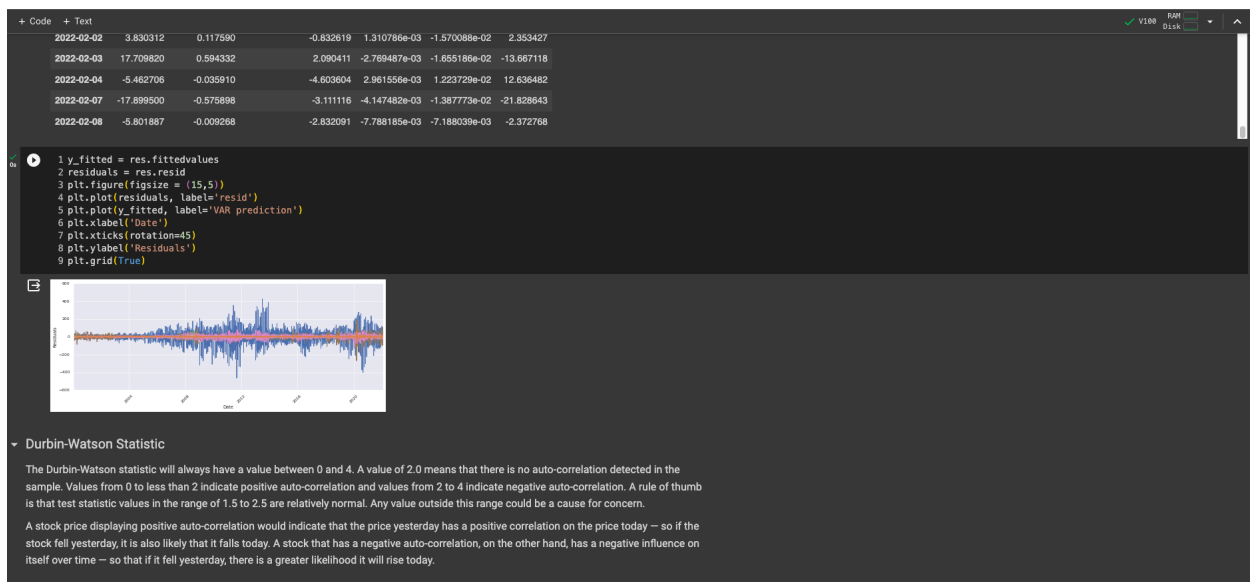 + Code + Text
V100 RAM Disk
2022-02-02 3.830312 0.117590 -0.832619 1.310786e-03 -1.570088e-02 2.353427
2022-02-03 17.709820 0.594332 2.090411 -2.769487e-03 -1.655186e-02 -13.667118
2022-02-04 -5.462706 -0.035910 -4.603604 2.961556e-03 1.223729e-02 12.636482
2022-02-07 -17.899500 -0.575898 -3.111116 -4.147482e-03 -1.387773e-02 -21.828643
2022-02-08 -5.801887 -0.009268 -2.832091 -7.788185e-03 -7.188039e-03 -2.372768
0s
1 y_fitted = res.fittedvalues
2 residuals = res.resid
3 plt.figure(figsize = (15,5))
4 plt.plot(residuals, label='resid')
5 plt.plot(y_fitted, label='VAR prediction')
6 plt.xlabel('Date')
7 plt.xticks(rotation=45)
8 plt.ylabel('Residuals')
9 plt.grid(True)
600
400
200
0
-200
-400
-600
Residuals
2004
2008
2012
2016
2020
Date
Durbin-Watson Statistic
The Durbin-Watson statistic will always have a value between 0 and 4. A value of 2.0 means that there is no auto-correlation detected in the
sample. Values from 0 to less than 2 indicate positive auto-correlation and values from 2 to 4 indicate negative auto-correlation. A rule of thumb
is that test statistic values in the range of 1.5 to 2.5 are relatively normal. Any value outside this range could be a cause for concern.
A stock price displaying positive auto-correlation would indicate that the price yesterday has a positive correlation on the price today — so if the
stock fell yesterday, it is also likely that it falls today. A stock that has a negative auto-correlation, on the other hand, has a negative influence on
itself over time — so that if it fell yesterday, there is a greater likelihood it will rise today.